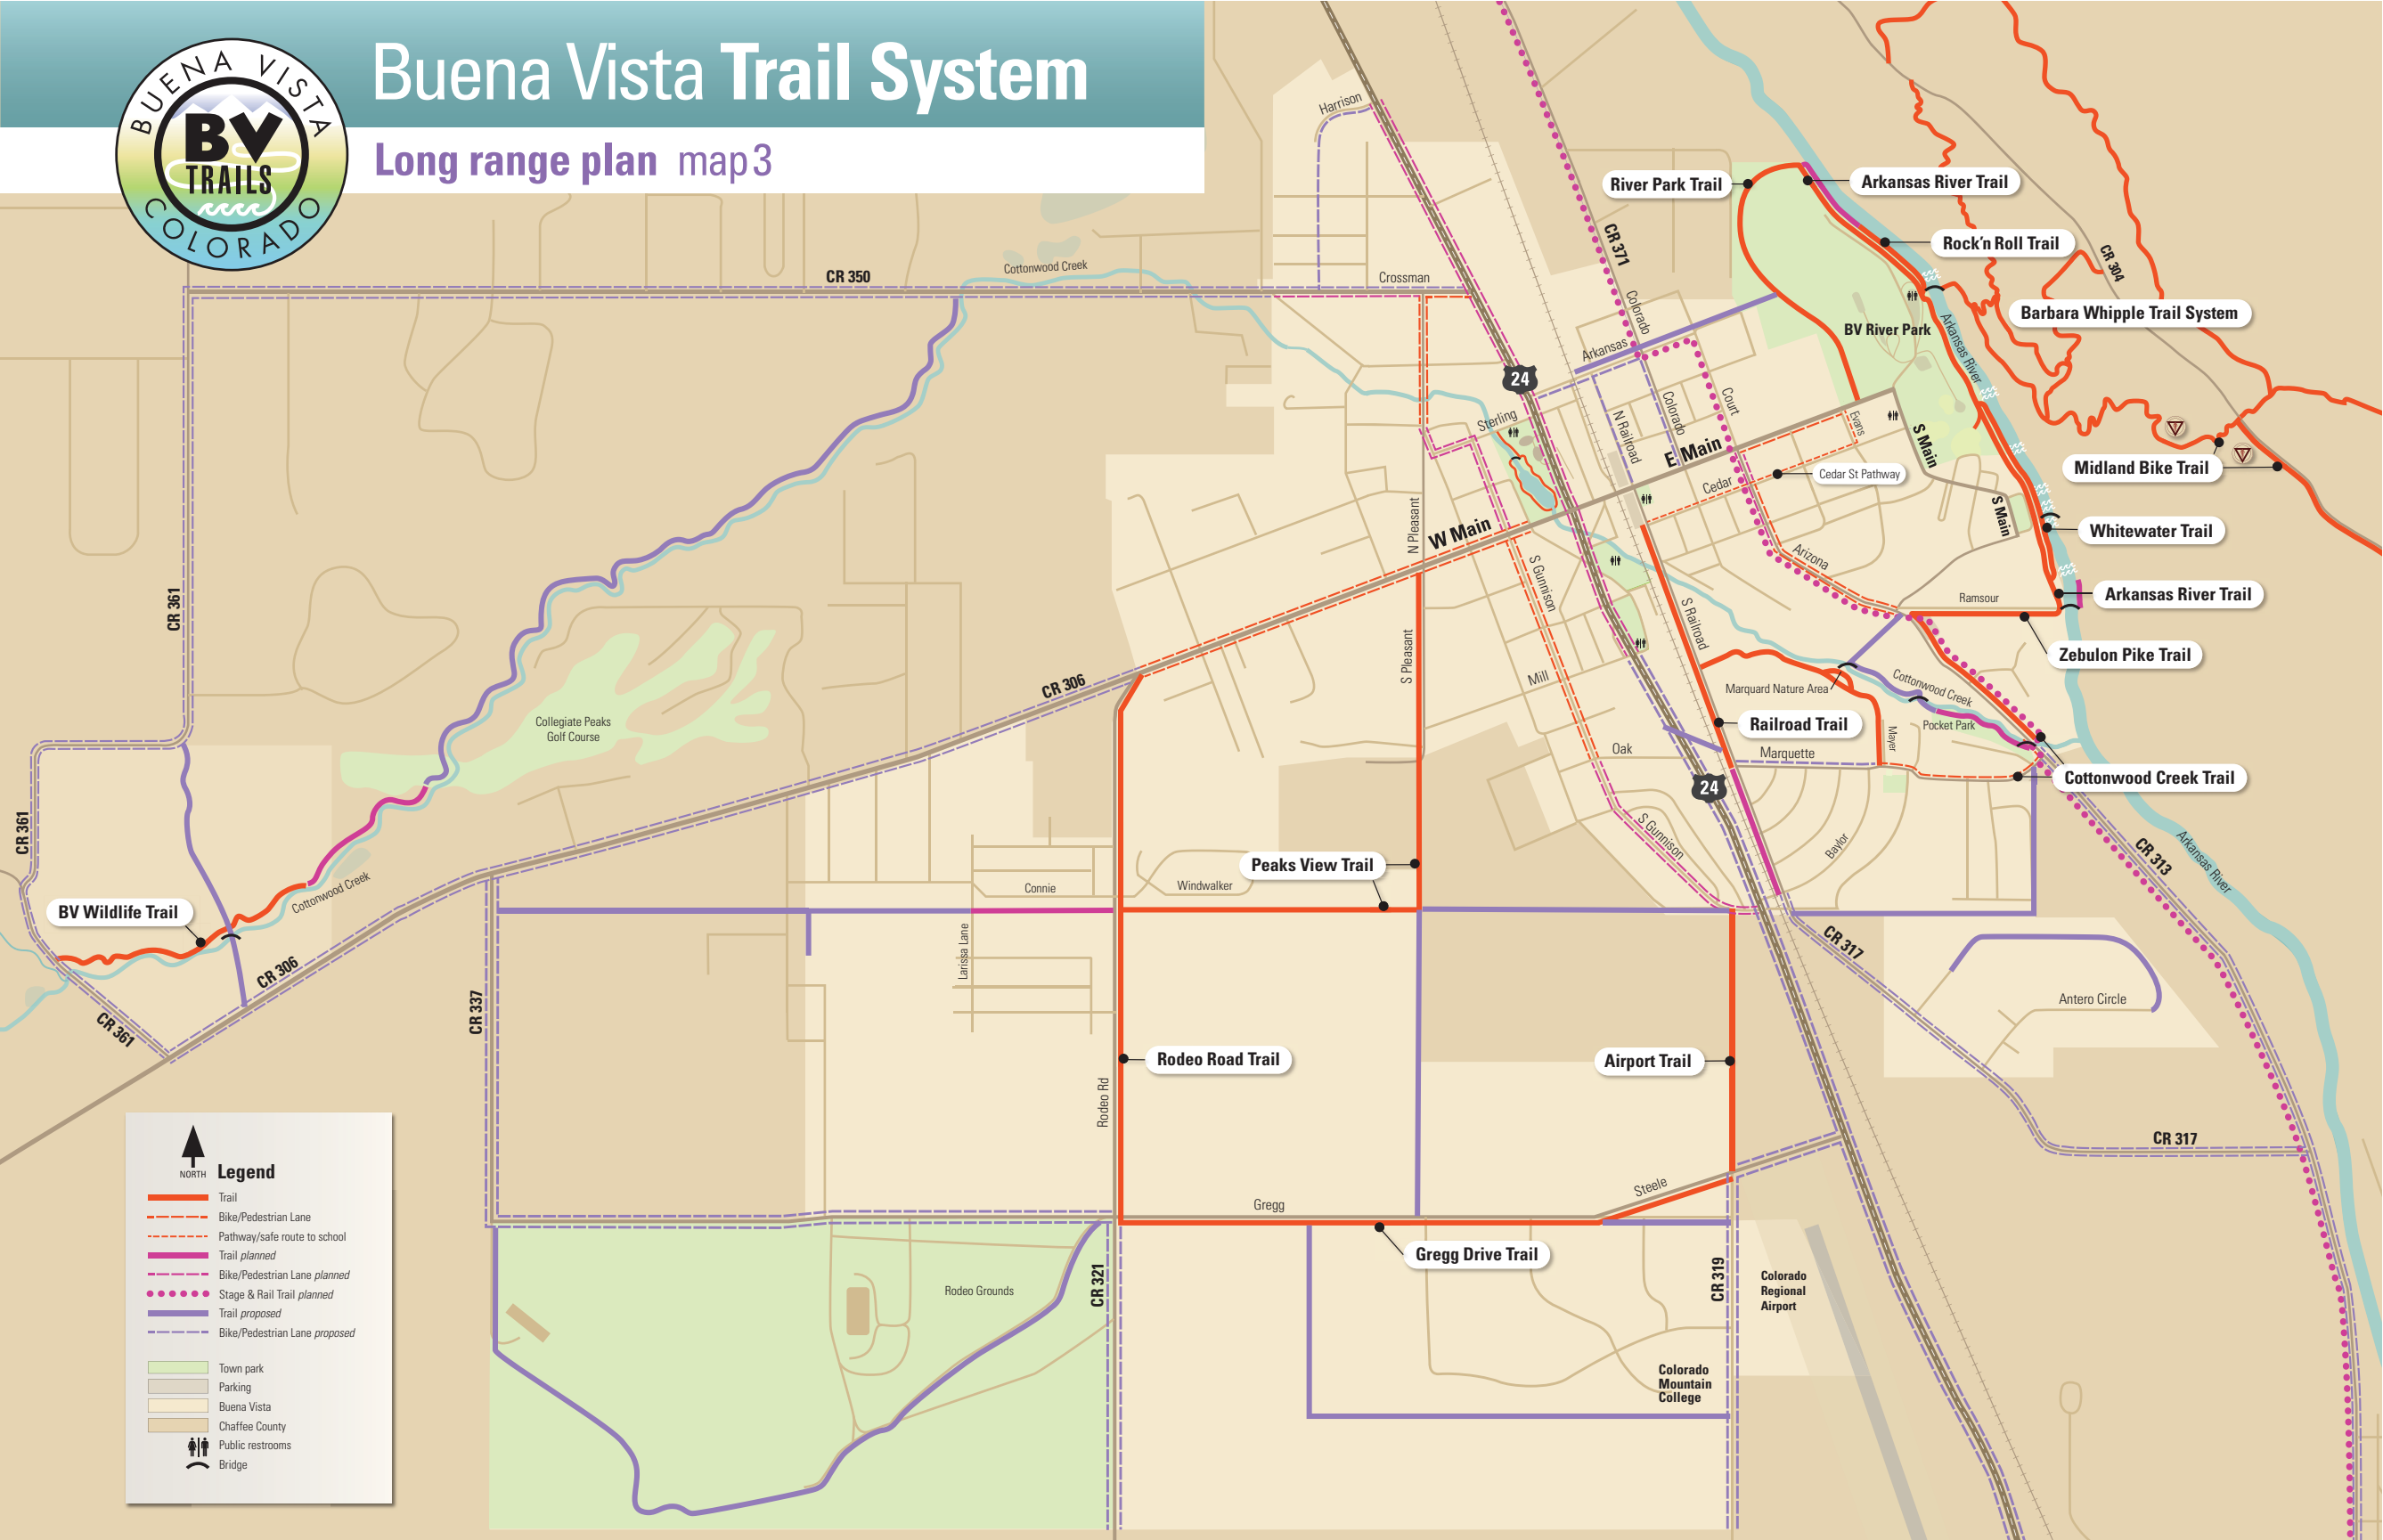 Buena Vista Trail System
Long range plan map 3
BUENA VISTA
BV
TRAILS
COLORADO
Harrison
CR 371
River Park Trail
Arkansas River Trail
Rock'n Roll Trail
CR 304
Barbara Whipple Trail System
Cottonwood Creek
CR 350
Crossman
Colorado
Arkansas
BV River Park
Arkansas River
24
Sterling
N Railroad
Colorado
Court
Evans
E Main
S Main
Cedar
Cedar St Pathway
Midland Bike Trail
S Main
Whitewater Trail
N Pleasant
W Main
S Gunnison
Arizona
CR 361
S Railroad
Ramsour
Arkansas River Trail
Zebulon Pike Trail
S Pleasant
Mill
CR 306
Marquard Nature Area
Cottonwood Creek
Pocket Park
Collegiate Peaks
Golf Course
Railroad Trail
Mayer
Oak
Marquette
Cottonwood Creek Trail
24
CR 361
S Gunnison
Baylor
CR 313
Arkansas River
Peaks View Trail
Connie
Windwalker
Cottonwood Creek
BV Wildlife Trail
CR 306
Larissa Lane
CR 317
CR 337
CR 361
Antero Circle
Rodeo Road Trail
Airport Trail
Rodeo Rd
CR 317
Steele
Gregg
Gregg Drive Trail
CR 321
Rodeo Grounds
CR 319
Colorado
Regional
Airport
Colorado
Mountain
College
NORTH
Legend
Trail
Bike/Pedestrian Lane
Pathway/safe route to school
Trail planned
Bike/Pedestrian Lane planned
Stage & Rail Trail planned
Trail proposed
Bike/Pedestrian Lane proposed
Town park
Parking
Buena Vista
Chaffee County
Public restrooms
Bridge